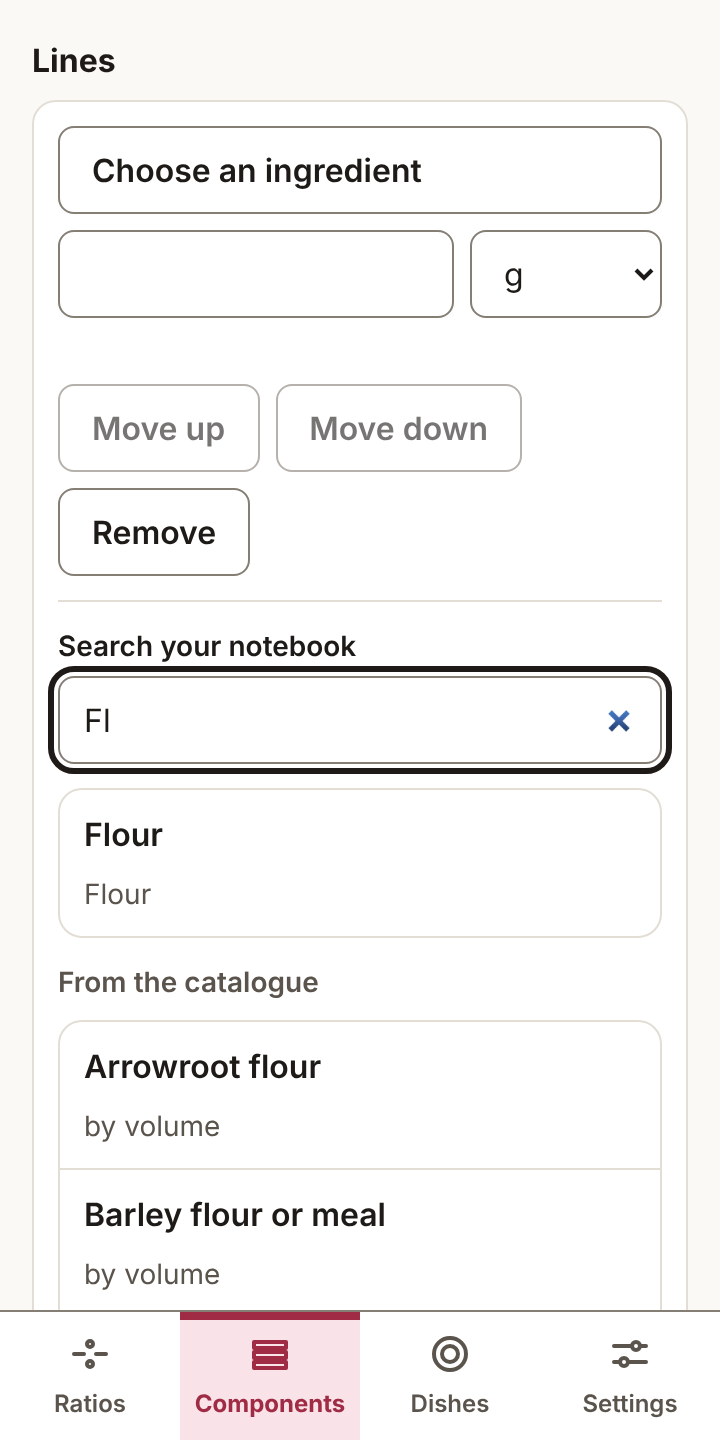 Lines
Choose an ingredient
g
Move up
Move down
Remove
Search your notebook
Fl
Flour
Flour
From the catalogue
Arrowroot flour
by volume
Barley flour or meal
by volume
Ratios
Components
Dishes
Settings